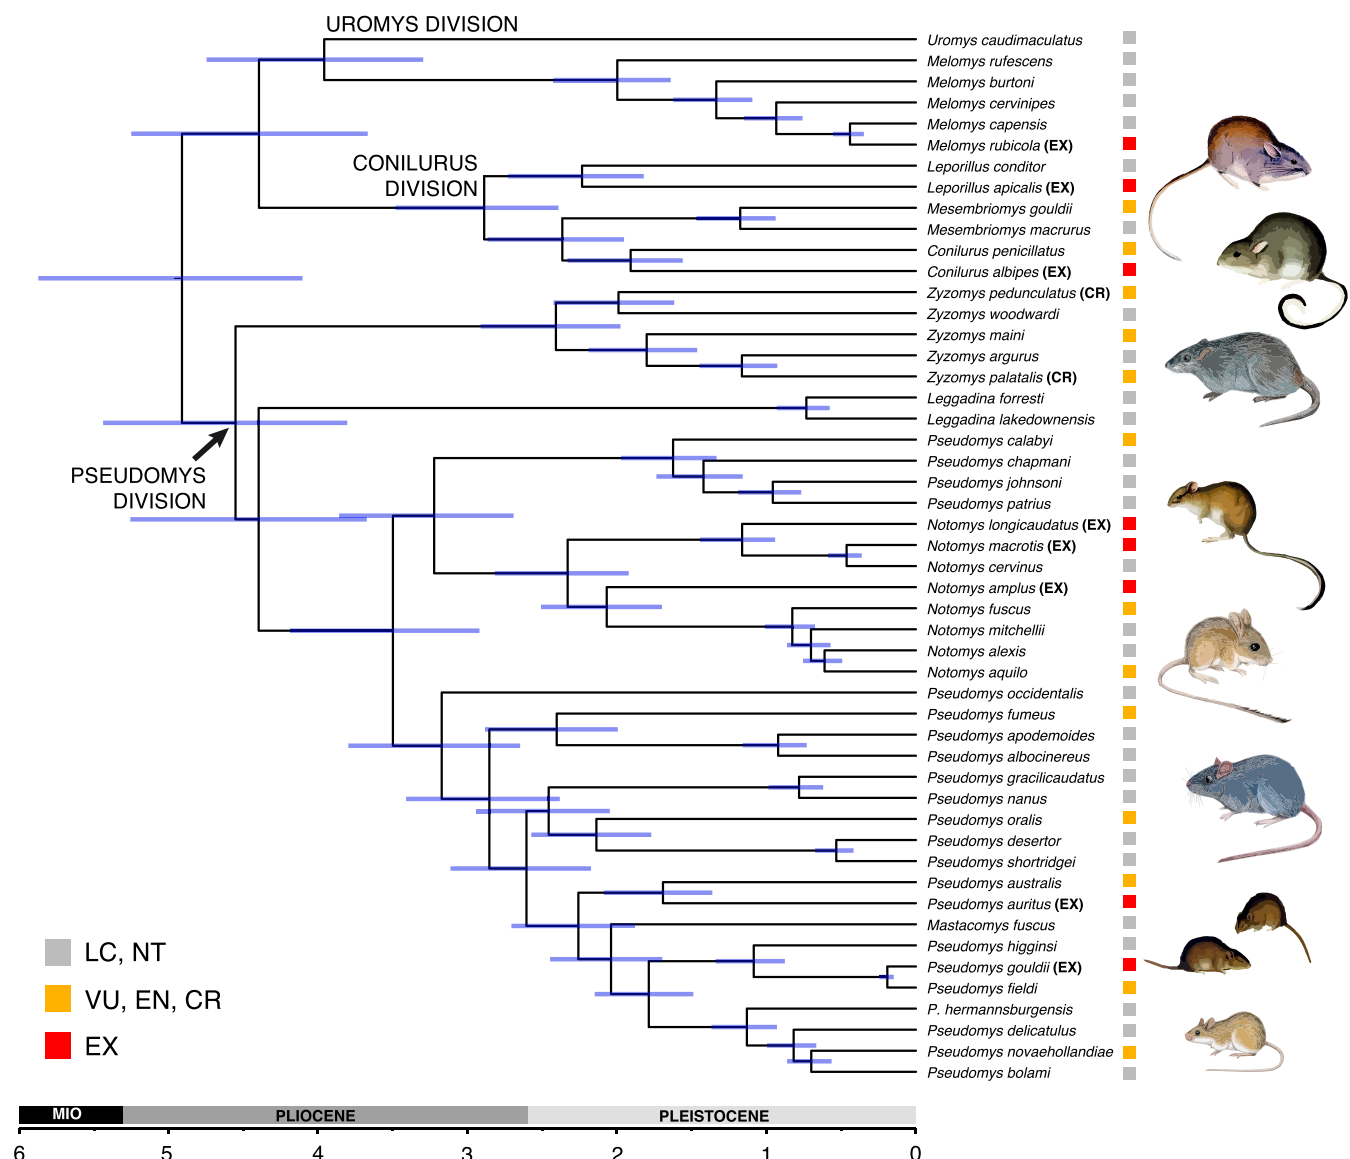 UROMYS DIVISION
Uromys caudimaculatus
Melomys rufescens
Melomys burtoni
Melomys cervinipes
Melomys capensis
Melomys rubicola (EX)
CONILURUS
DIVISION
Leporillus conditor
Leporillus apicalis (EX)
Mesembriomys gouldii
Mesembriomys macrurus
Conilurus penicillatus
Conilurus albipes (EX)
Zyzomys pedunculatus (CR)
Zyzomys woodwardi
Zyzomys maini
Zyzomys argurus
Zyzomys palatalis (CR)
Leggadina forresti
Leggadina lakedownensis
PSEUDOMYS
DIVISION
Pseudomys calabyi
Pseudomys chapmani
Pseudomys johnsoni
Pseudomys patrius
Notomys longicaudatus (EX)
Notomys macrotis (EX)
Notomys cervinus
Notomys amplus (EX)
Notomys fuscus
Notomys mitchellii
Notomys alexis
Notomys aquilo
Pseudomys occidentalis
Pseudomys fumeus
Pseudomys apodemoides
Pseudomys albocinereus
Pseudomys gracilicaudatus
Pseudomys nanus
Pseudomys oralis
Pseudomys desertor
Pseudomys shortridgei
Pseudomys australis
Pseudomys auritus (EX)
Mastacomys fuscus
Pseudomys higginsi
Pseudomys gouldii (EX)
Pseudomys fieldi
P. hermannsburgensis
Pseudomys delicatulus
Pseudomys novaehollandiae
Pseudomys bolami
LC, NT
VU, EN, CR
EX
MIO PLIOCENE PLEISTOCENE
6 5 4 3 2 1 0